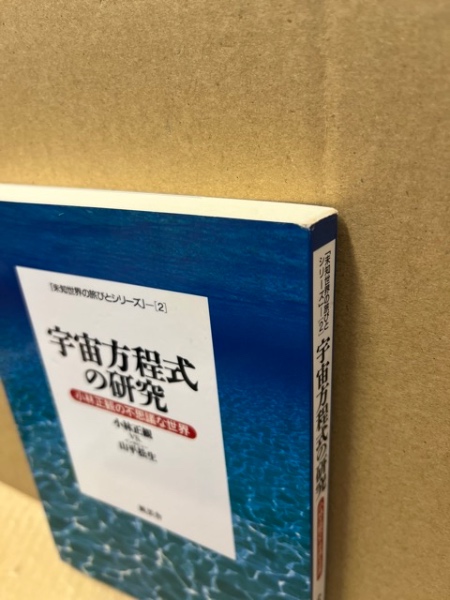 「未知世界の旅びとシリーズ」—[2]
宇宙方程式
の研究
小林正観の不思議な世界
小林正観
VS.
山平松生
風雲舎
「未知世界の旅びと
シリーズ」—[2]
宇宙方程式の研究